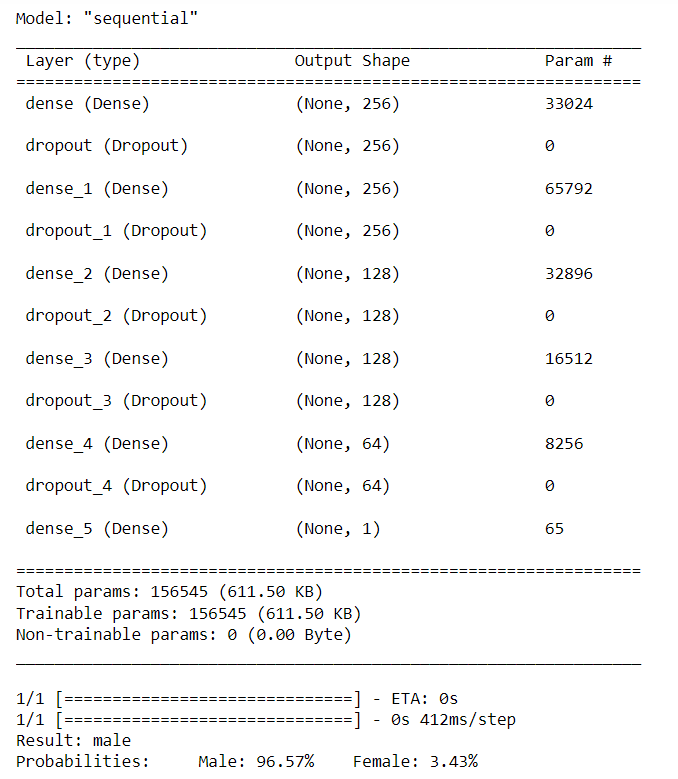 Model: "sequential"
_________________________________________________________________
Layer (type)                Output Shape              Param #
=================================================================
dense (Dense)               (None, 256)               33024
dropout (Dropout)           (None, 256)               0
dense_1 (Dense)             (None, 256)               65792
dropout_1 (Dropout)         (None, 256)               0
dense_2 (Dense)             (None, 128)               32896
dropout_2 (Dropout)         (None, 128)               0
dense_3 (Dense)             (None, 128)               16512
dropout_3 (Dropout)         (None, 128)               0
dense_4 (Dense)             (None, 64)                8256
dropout_4 (Dropout)         (None, 64)                0
dense_5 (Dense)             (None, 1)                 65
=================================================================
Total params: 156545 (611.50 KB)
Trainable params: 156545 (611.50 KB)
Non-trainable params: 0 (0.00 Byte)
_________________________________________________________________
1/1 [==============================] - ETA: 0s
1/1 [==============================] - 0s 412ms/step
Result: male
Probabilities:     Male: 96.57%    Female: 3.43%